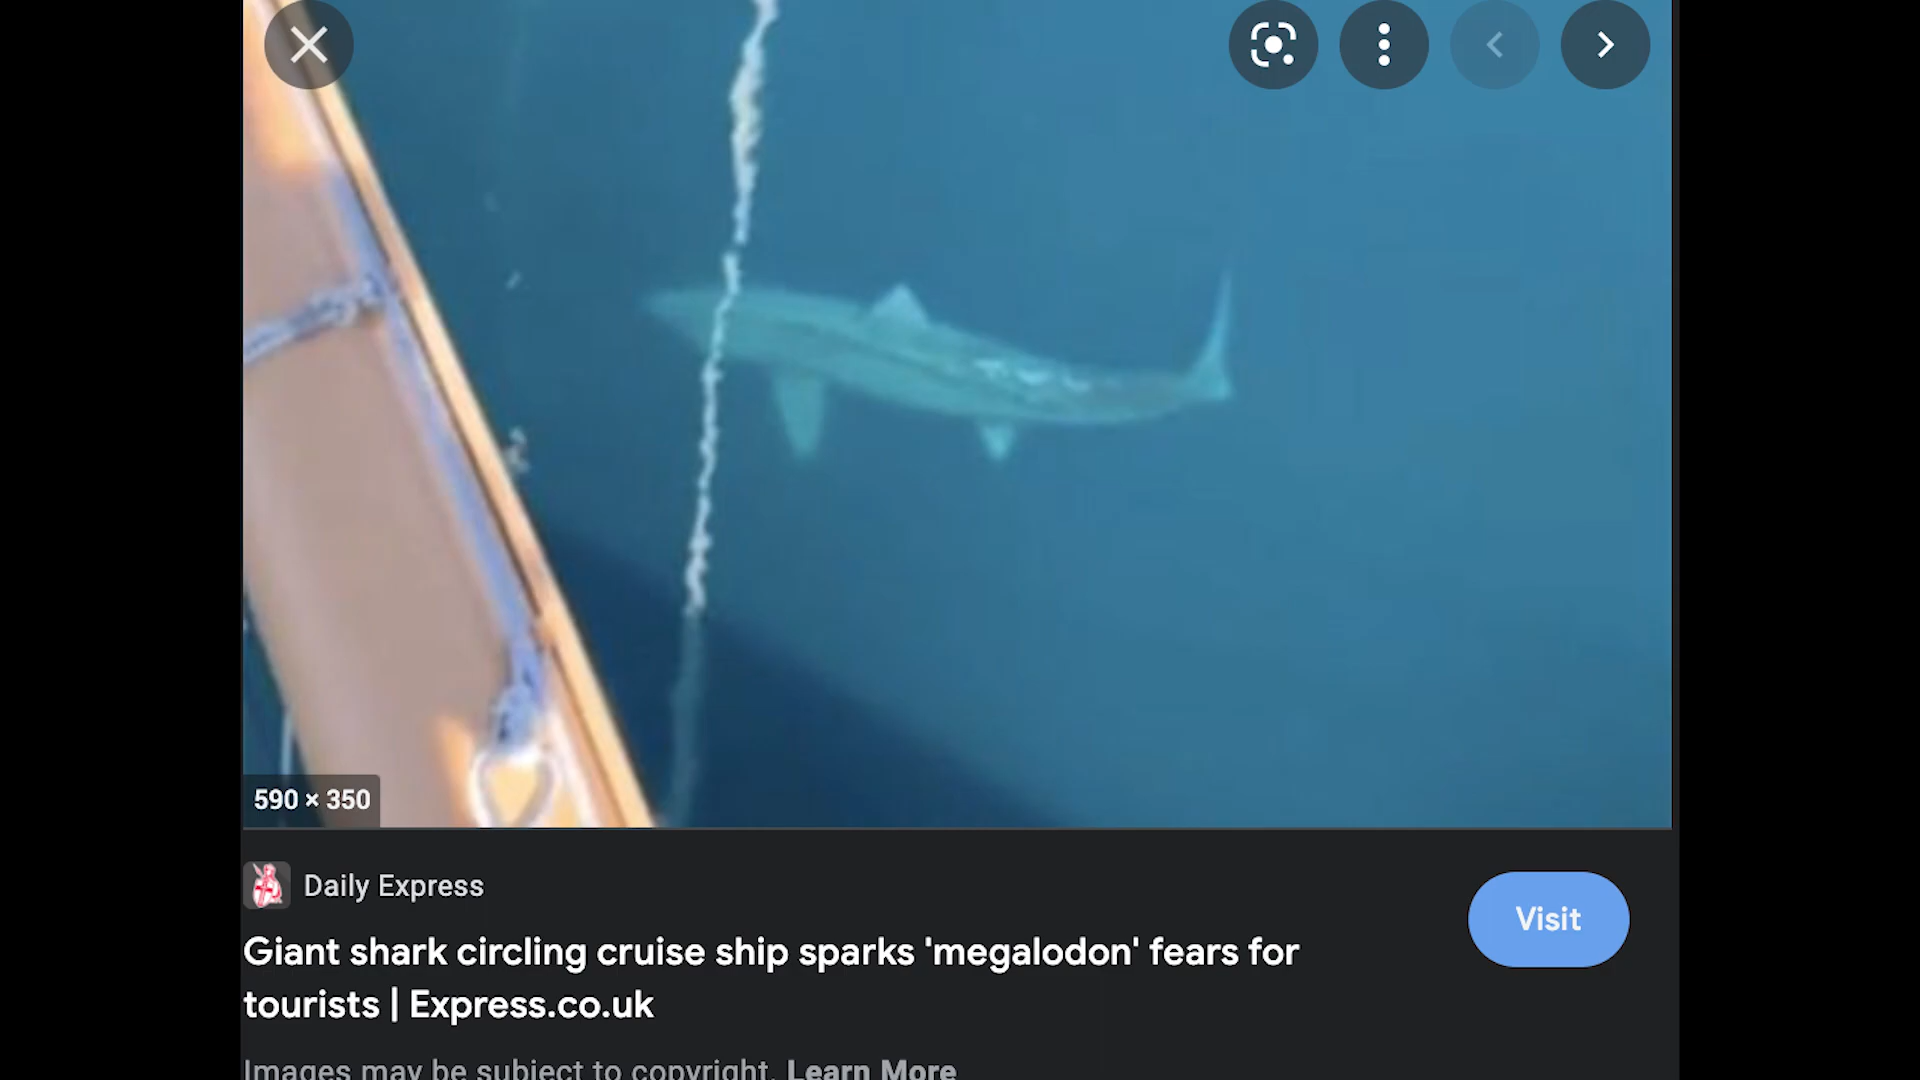 590 × 350
Daily Express
Visit
Giant shark circling cruise ship sparks 'megalodon' fears for
tourists | Express.co.uk
Images may be subject to copyright. Learn More